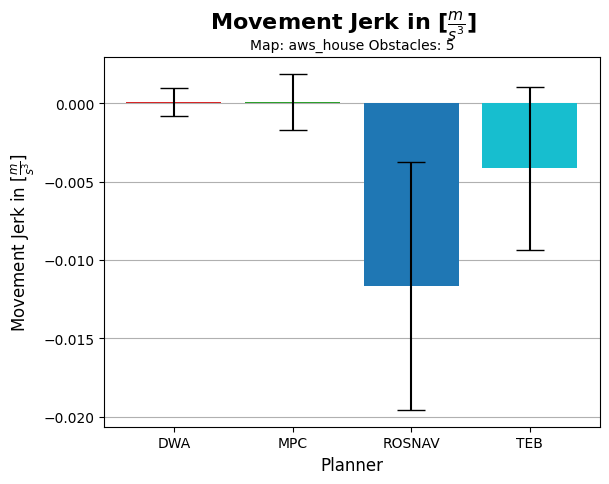 Movement Jerk in [m/s³]
Map: aws_house Obstacles: 5
Movement Jerk in [m/s³]
0.000
−0.005
−0.010
−0.015
−0.020
DWA MPC ROSNAV TEB
Planner